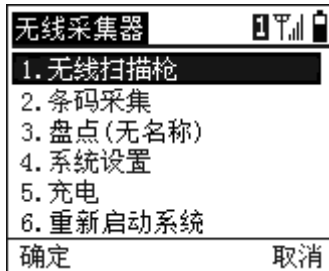 无线采集器 1
1.无线扫描枪
2.条码采集
3.盘点(无名称)
4.系统设置
5.充电
6.重新启动系统
确定 取消